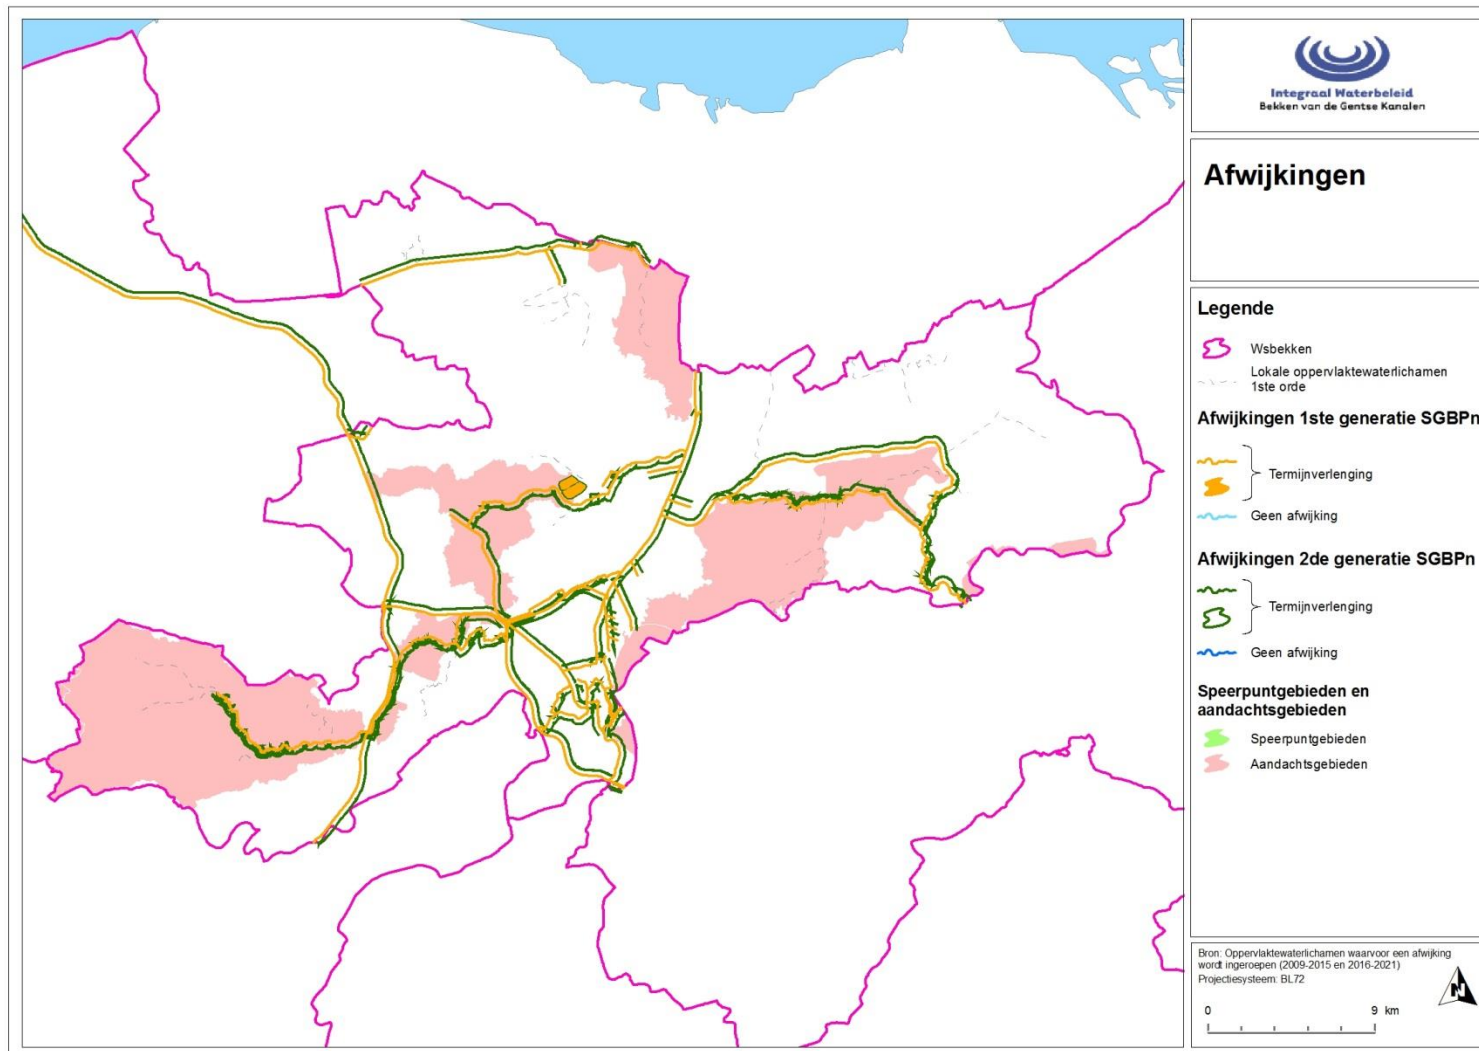 Integraal Waterbeleid
Bekken van de Gentse Kanalen
Afwijkingen
Legende
Wsbekken
Lokale oppervlaktewaterlichamen
1ste orde
Afwijkingen 1ste generatie SGBPn
Termijnverlenging
Geen afwijking
Afwijkingen 2de generatie SGBPn
Termijnverlenging
Geen afwijking
Speerpuntgebieden en
aandachtsgebieden
Speerpuntgebieden
Aandachtsgebieden
Bron: Oppervlaktewaterlichamen waarvoor een afwijking
wordt ingeroepen (2009-2015 en 2016-2021)
Projectiesysteem: BL72
N
0 9 km